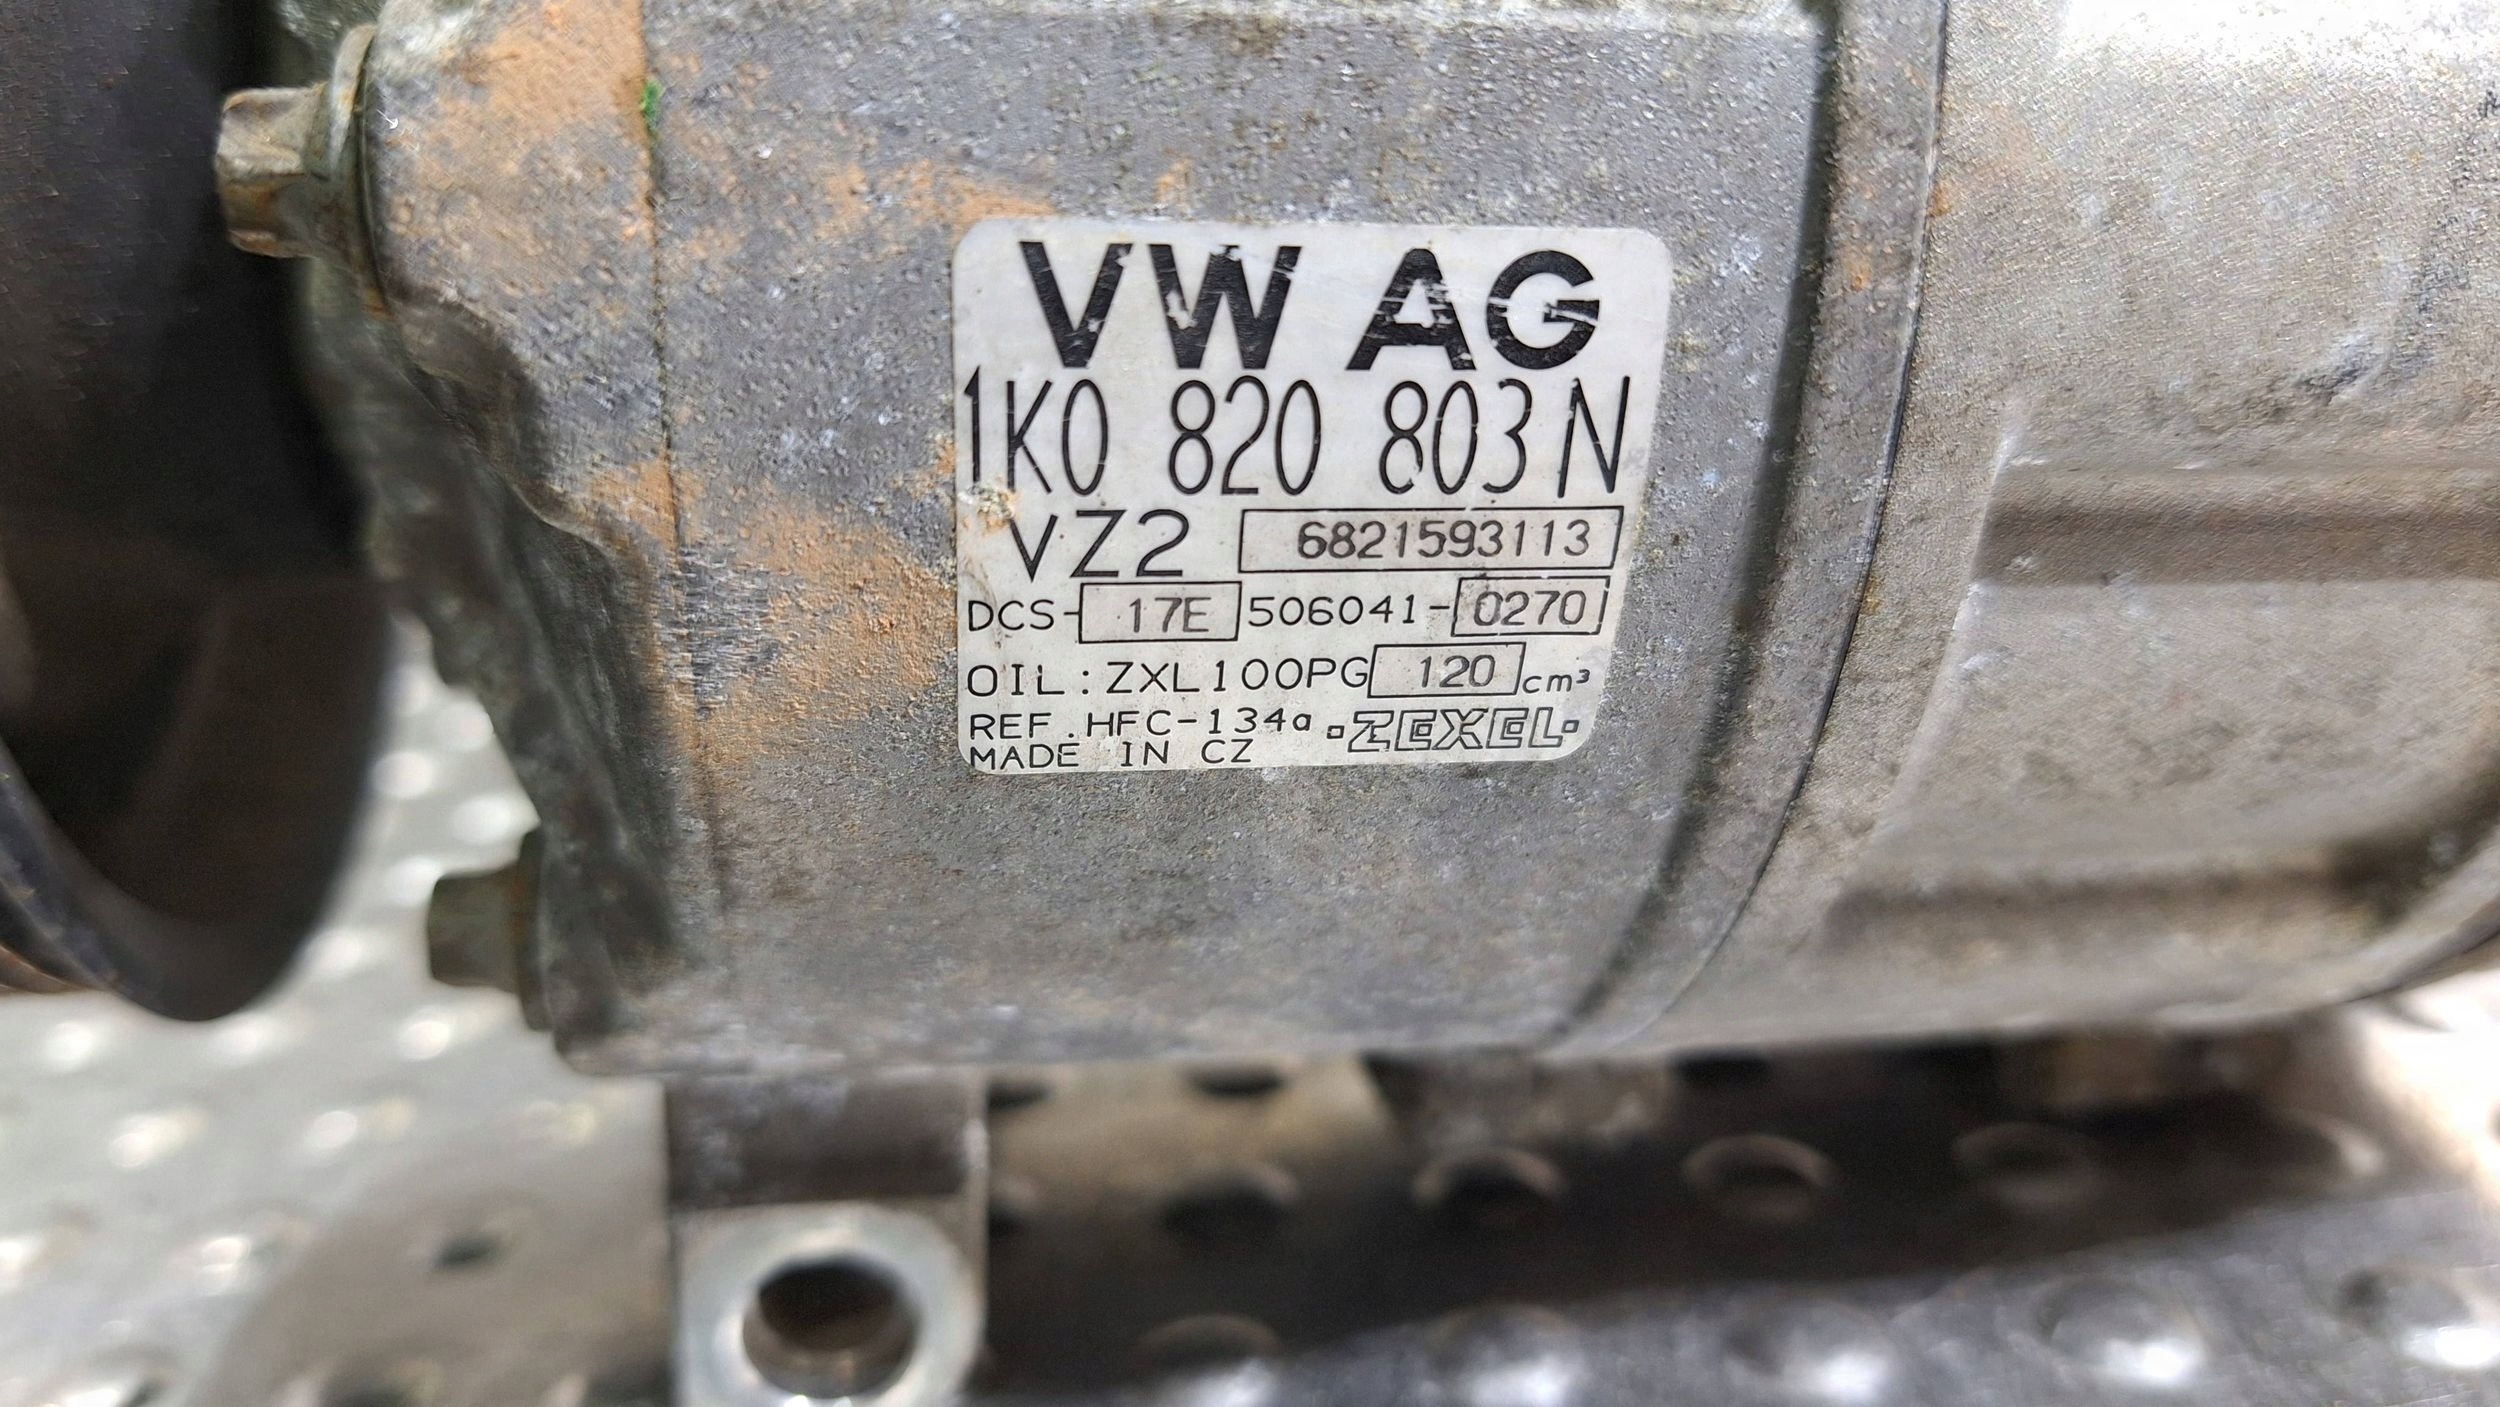 VW AG
1K0 820 803 N
VZ2 6821593113
DCS-17E 506041-0270
OIL:ZXL100PG 120 cm³
REF.HFC-134a ZEXEL
MADE IN CZ